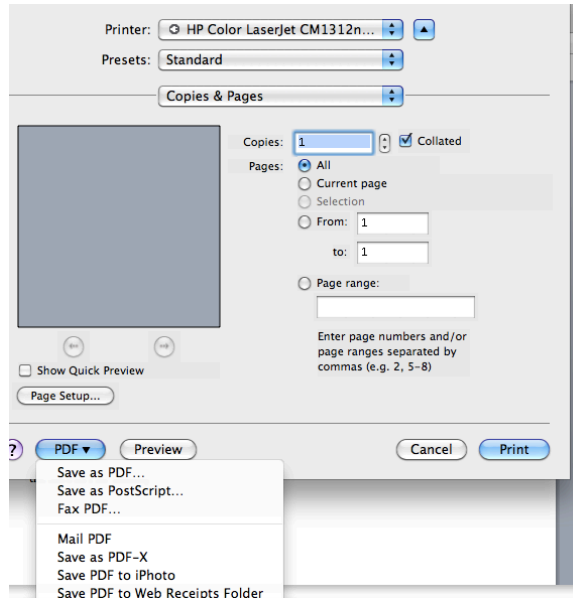 Printer: HP Color LaserJet CM1312n...
Presets: Standard
Copies & Pages
Copies: 1 Collated
Pages: All
Current page
Selection
From: 1
to: 1
Page range:
Enter page numbers and/or
page ranges separated by
commas (e.g. 2, 5-8)
Show Quick Preview
Page Setup...
? PDF▼ Preview Cancel Print
Save as PDF...
Save as PostScript...
Fax PDF...
Mail PDF
Save as PDF-X
Save PDF to iPhoto
Save PDF to Web Receipts Folder